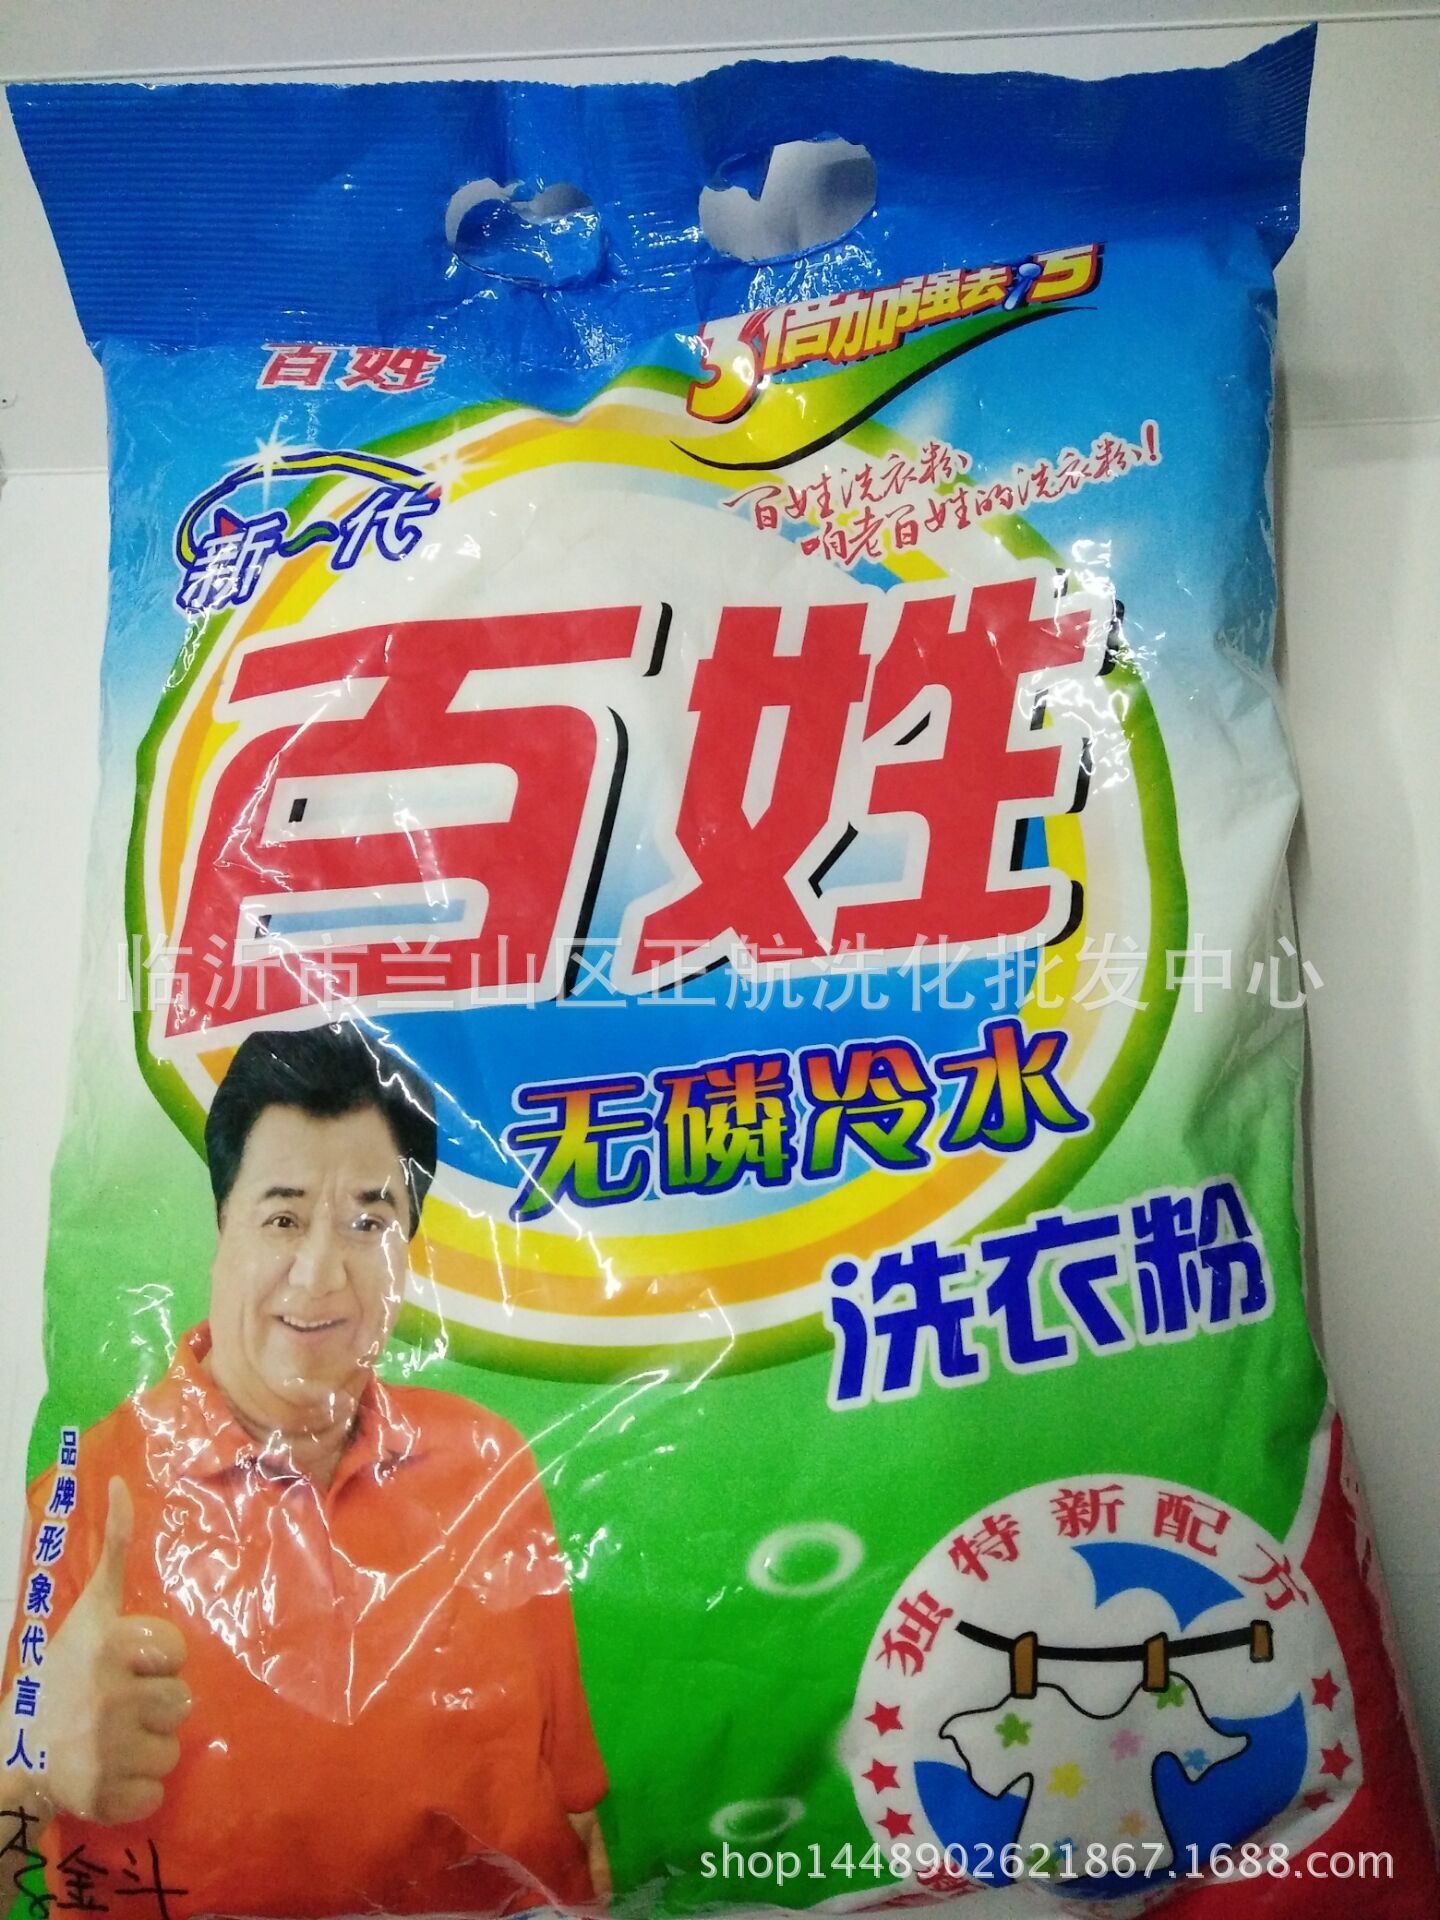 3倍加强去污
百姓
新一代
百姓洗衣粉
咱老百姓的洗衣粉!
百姓
临沂市兰山区正航洗化批发中心
无磷冷水
洗衣粉
品牌形象代言人:
李金斗
独特新配方
shop1448902621867.1688.com